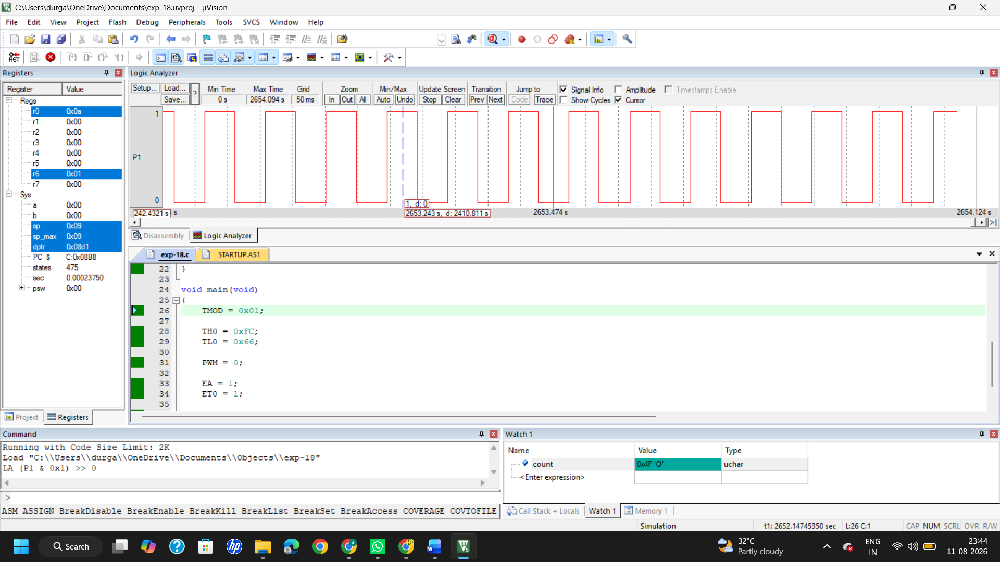 C:\Users\durga\OneDrive\Documents\exp-18.uvproj - µVision
File Edit View Project Flash Debug Peripherals Tools SVCS Window Help
RST
Registers
Logic Analyzer
Register Value
Regs
r0 0x0a
r1 0x00
r2 0x00
r3 0x00
r4 0x00
r5 0x00
r6 0x01
r7 0x00
Sys
a 0x00
b 0x00
sp 0x09
sp_max 0x09
dptr 0x08d1
PC $ C:0x08B8
states 475
sec 0.00023750
psw 0x00
Project Registers
Setup... Load... ? Min Time Max Time Grid Zoom Min/Max Update Screen Transition Jump to Signal Info Amplitude Timestamps Enable
Save... 0 s 2654.094 s 50 ms In Out All Auto Undo Stop Clear Prev Next Code Trace Show Cycles Cursor
1
P1
0
1, d: 0
242.4321 s s 2653.243 s, d: 2410.811 s 2653.474 s 2654.124 s
Disassembly Logic Analyzer
exp-18.c STARTUP.A51
22 }
23
24 void main(void)
25 {
26 TMOD = 0x01;
27
28 TH0 = 0xFC;
29 TL0 = 0x66;
30
31 PWM = 0;
32
33 EA = 1;
34 ET0 = 1;
35
Command
Running with Code Size Limit: 2K
Load "C:\\Users\\durga\\OneDrive\\Documents\\Objects\\exp-18"
LA (P1 & 0x1) >> 0
>
ASM ASSIGN BreakDisable BreakEnable BreakKill BreakList BreakSet BreakAccess COVERAGE COVTOFILE
Watch 1
Name Value Type
count 0x4F 'O' uchar
<Enter expression>
Call Stack + Locals Watch 1 Memory 1
Simulation t1: 2652.14745350 sec L:26 C:1 CAP NUM SCRL OVR R/W
Search
32°C
Partly cloudy
ENG
IN
23:44
11-08-2026